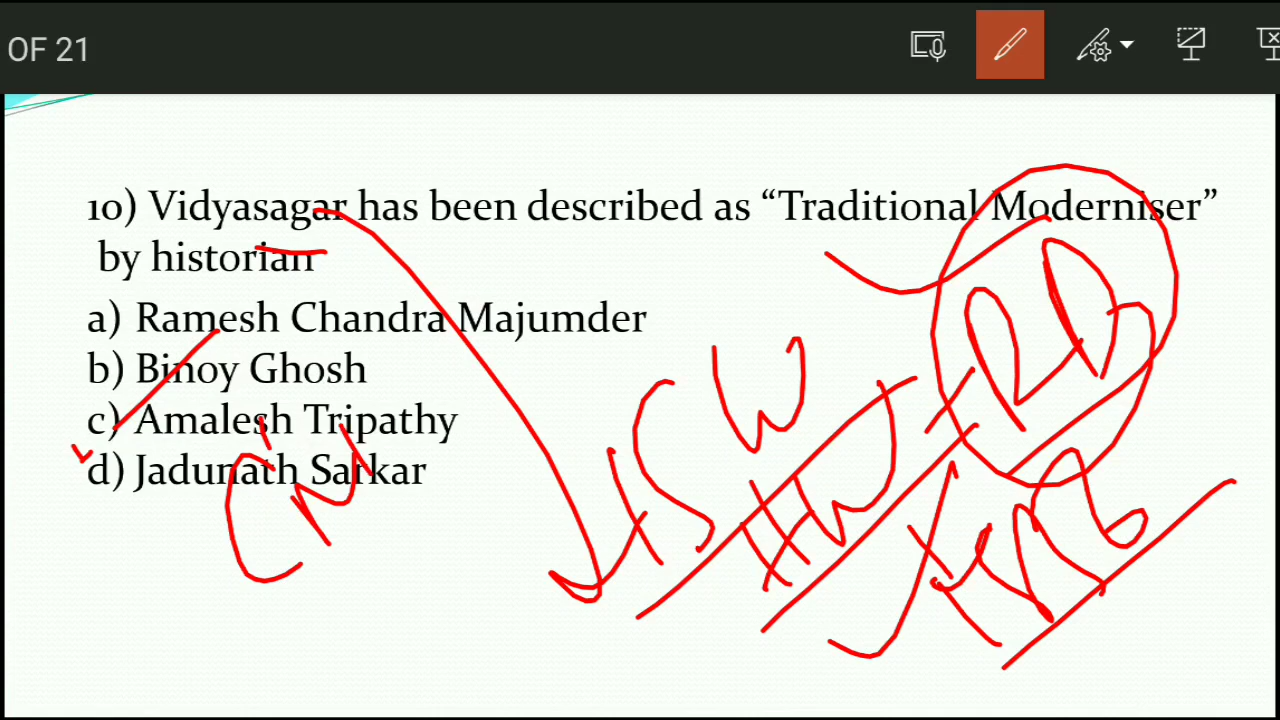 OF 21
10) Vidyasagar has been described as “Traditional Moderniser”
by historian
a) Ramesh Chandra Majumder
b) Binoy Ghosh
c) Amalesh Tripathy
d) Jadunath Sarkar